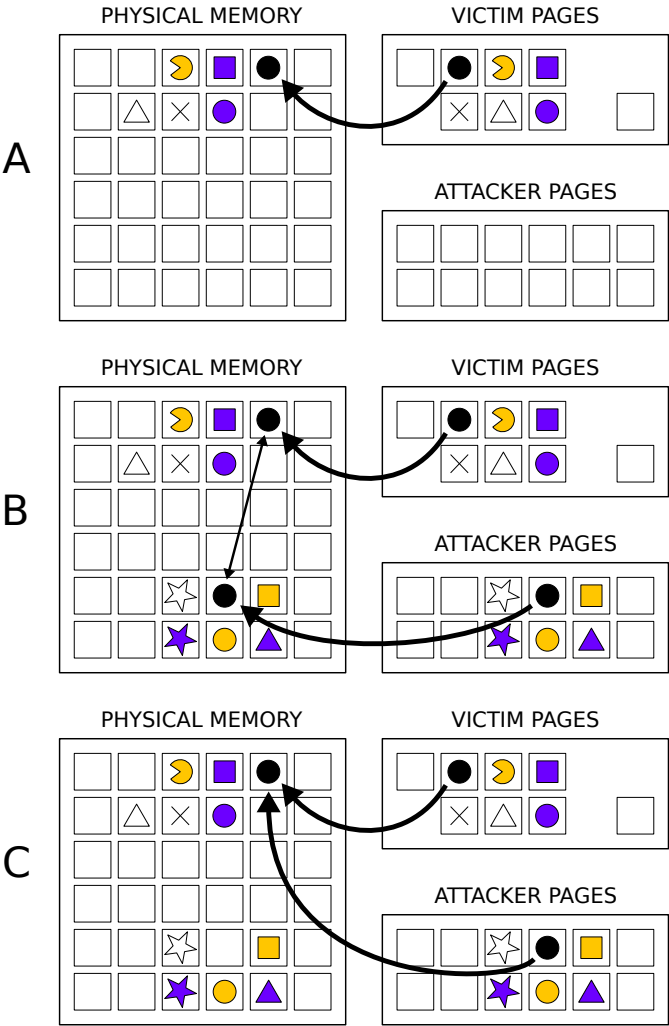 PHYSICAL MEMORY
VICTIM PAGES
A
ATTACKER PAGES
PHYSICAL MEMORY
VICTIM PAGES
B
ATTACKER PAGES
PHYSICAL MEMORY
VICTIM PAGES
C
ATTACKER PAGES